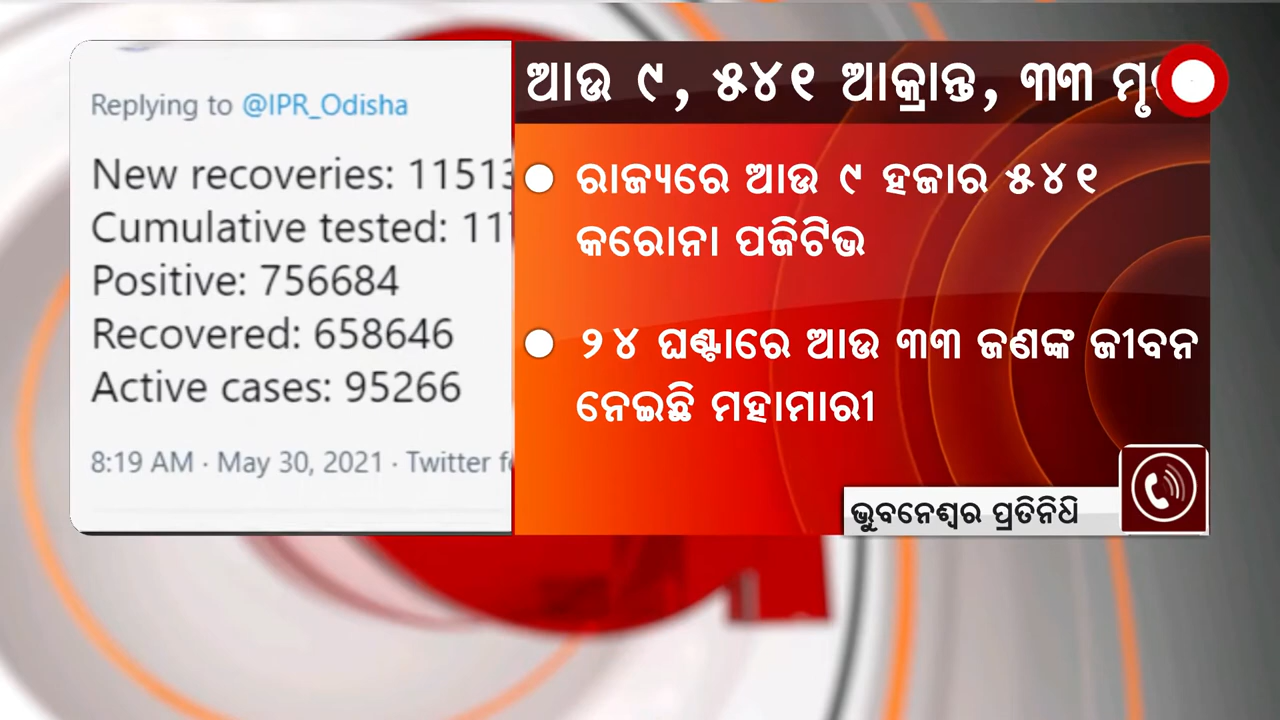 Replying to @IPR_Odisha
New recoveries: 11513
Cumulative tested:
Positive: 756684
Recovered: 658646
Active cases: 95266
8:19 AM · May 30, 2021 · Twitter
ଆଉ ୯, ୫୪୧ ଆକ୍ରାନ୍ତ, ୩୩
ରାଜ୍ୟରେ ଆଉ ୯ ହଜାର ୫୪୧
କରୋନା ପଜିଟିଭ
୨୪ ଘଣ୍ଟାରେ ଆଉ ୩୩ ଜଣଙ୍କ ଜୀବନ
ନେଇଛି ମହାମାରୀ
ଭୁବନେଶ୍ୱର ପ୍ରତିନିଧି